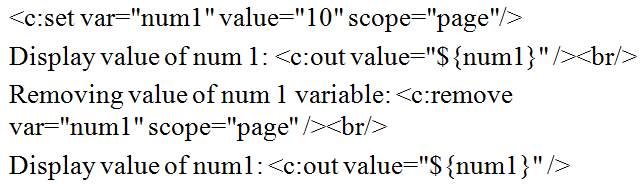 <c:set var="num1" value="10" scope="page"/>
Display value of num 1: <c:out value="${num1}" /><br/>
Removing value of num 1 variable: <c:remove
var="num1" scope="page" /><br/>
Display value of num1: <c:out value="${num1}" />